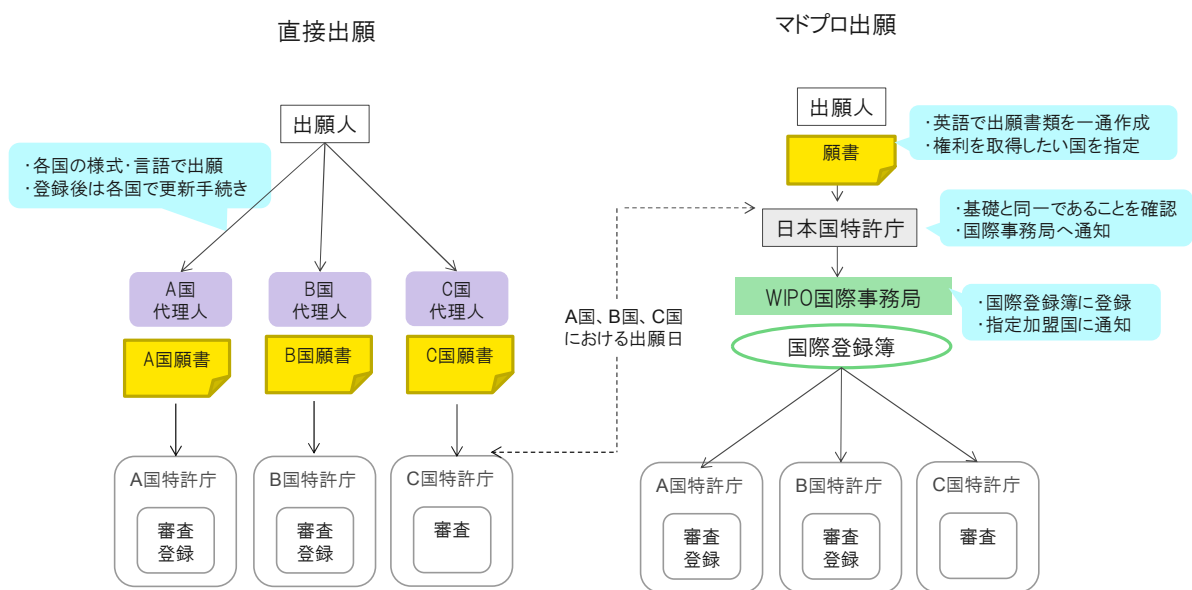 直接出願
出願人
・各国の様式・言語で出願
・登録後は各国で更新手続き
A国
代理人
B国
代理人
C国
代理人
A国願書
B国願書
C国願書
A国特許庁
審査
登録
B国特許庁
審査
登録
C国特許庁
審査
A国、B国、C国
における出願日
マドプロ出願
出願人
願書
・英語で出願書類を一通作成
・権利を取得したい国を指定
日本国特許庁
・基礎と同一であることを確認
・国際事務局へ通知
WIPO国際事務局
・国際登録簿に登録
・指定加盟国に通知
国際登録簿
A国特許庁
審査
登録
B国特許庁
審査
登録
C国特許庁
審査